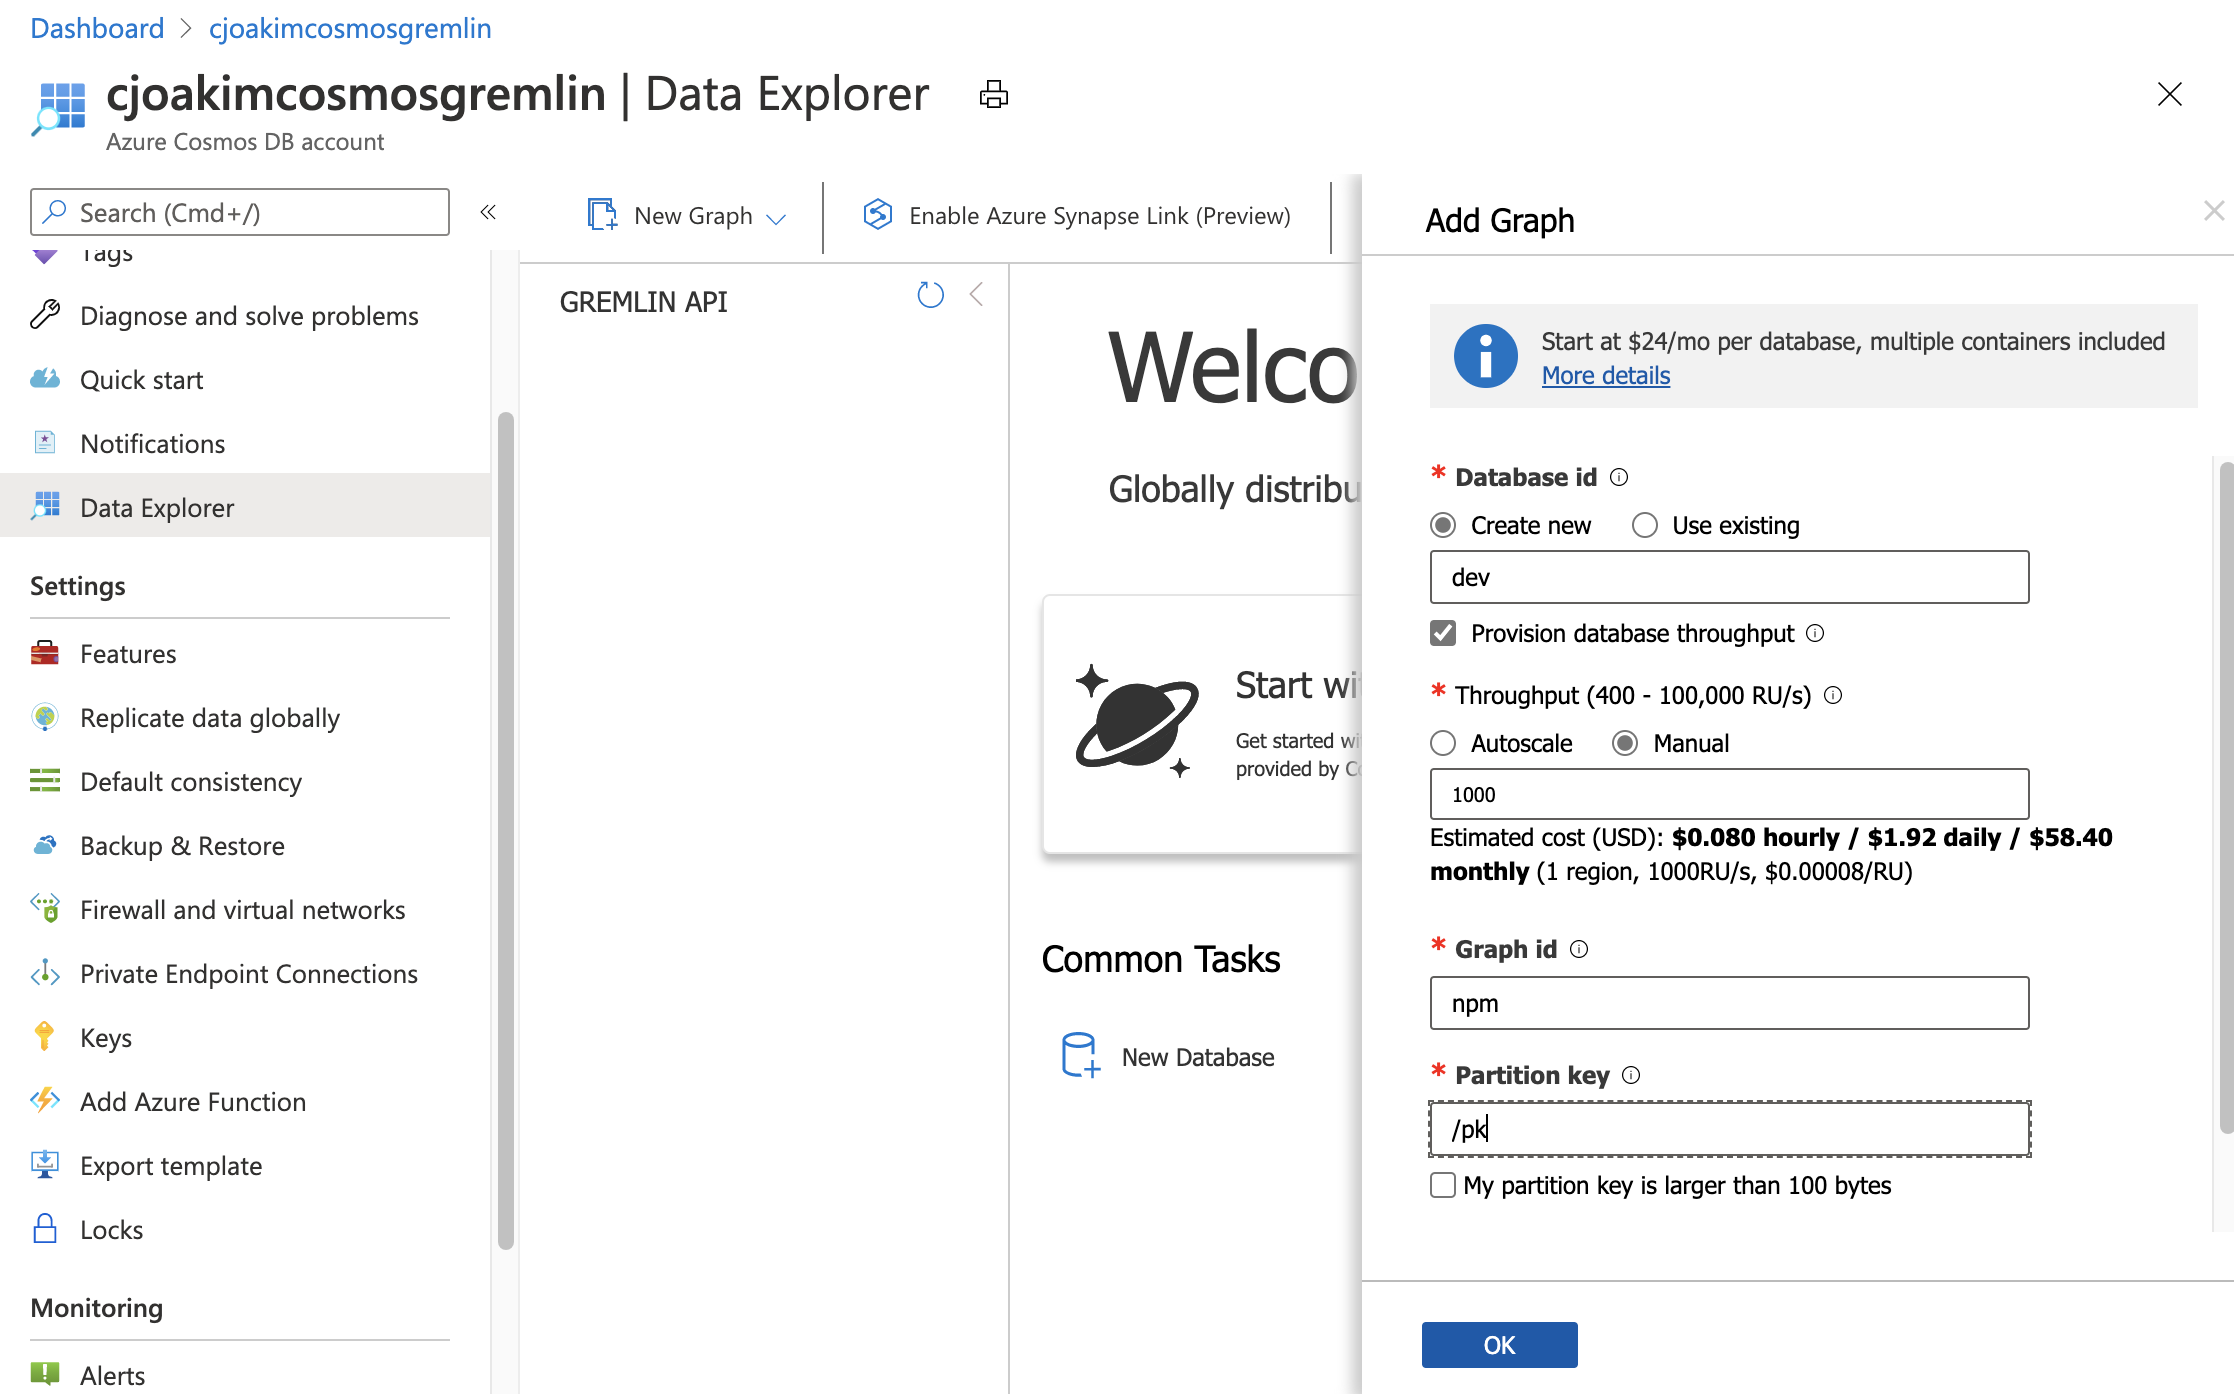 Dashboard > cjoakimcosmosgremlin
cjoakimcosmosgremlin | Data Explorer
Azure Cosmos DB account
Search (Cmd+/)
«
Tags
Diagnose and solve problems
Quick start
Notifications
Data Explorer
Settings
Features
Replicate data globally
Default consistency
Backup & Restore
Firewall and virtual networks
Private Endpoint Connections
Keys
Add Azure Function
Export template
Locks
Monitoring
Alerts
New Graph
Enable Azure Synapse Link (Preview)
GREMLIN API
Welco
Globally distribu
Start wi
Get started wi
provided by Co
Common Tasks
New Database
Add Graph
Start at $24/mo per database, multiple containers included
More details
* Database id
Create new
Use existing
dev
Provision database throughput
* Throughput (400 - 100,000 RU/s)
Autoscale
Manual
1000
Estimated cost (USD): $0.080 hourly / $1.92 daily / $58.40
monthly (1 region, 1000RU/s, $0.00008/RU)
* Graph id
npm
* Partition key
/pk
My partition key is larger than 100 bytes
OK